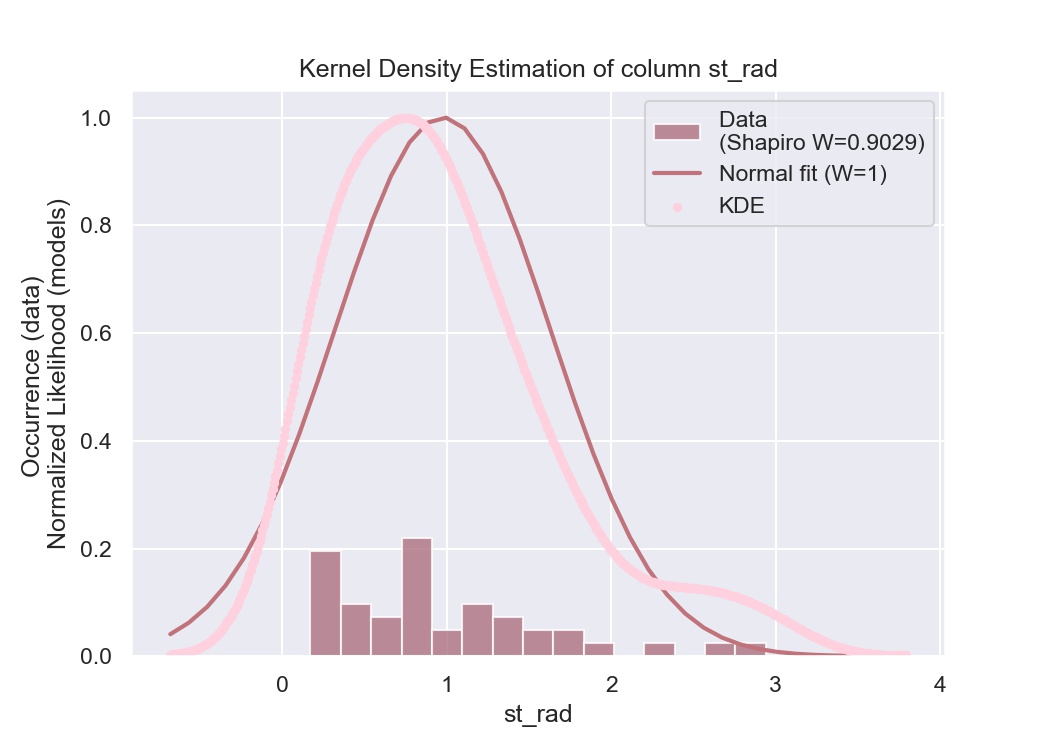 Kernel Density Estimation of column st_rad
Data
(Shapiro W=0.9029)
Normal fit (W=1)
KDE
Occurrence (data)
Normalized Likelihood (models)
1.0
0.8
0.6
0.4
0.2
0.0
0
1
2
3
4
st_rad